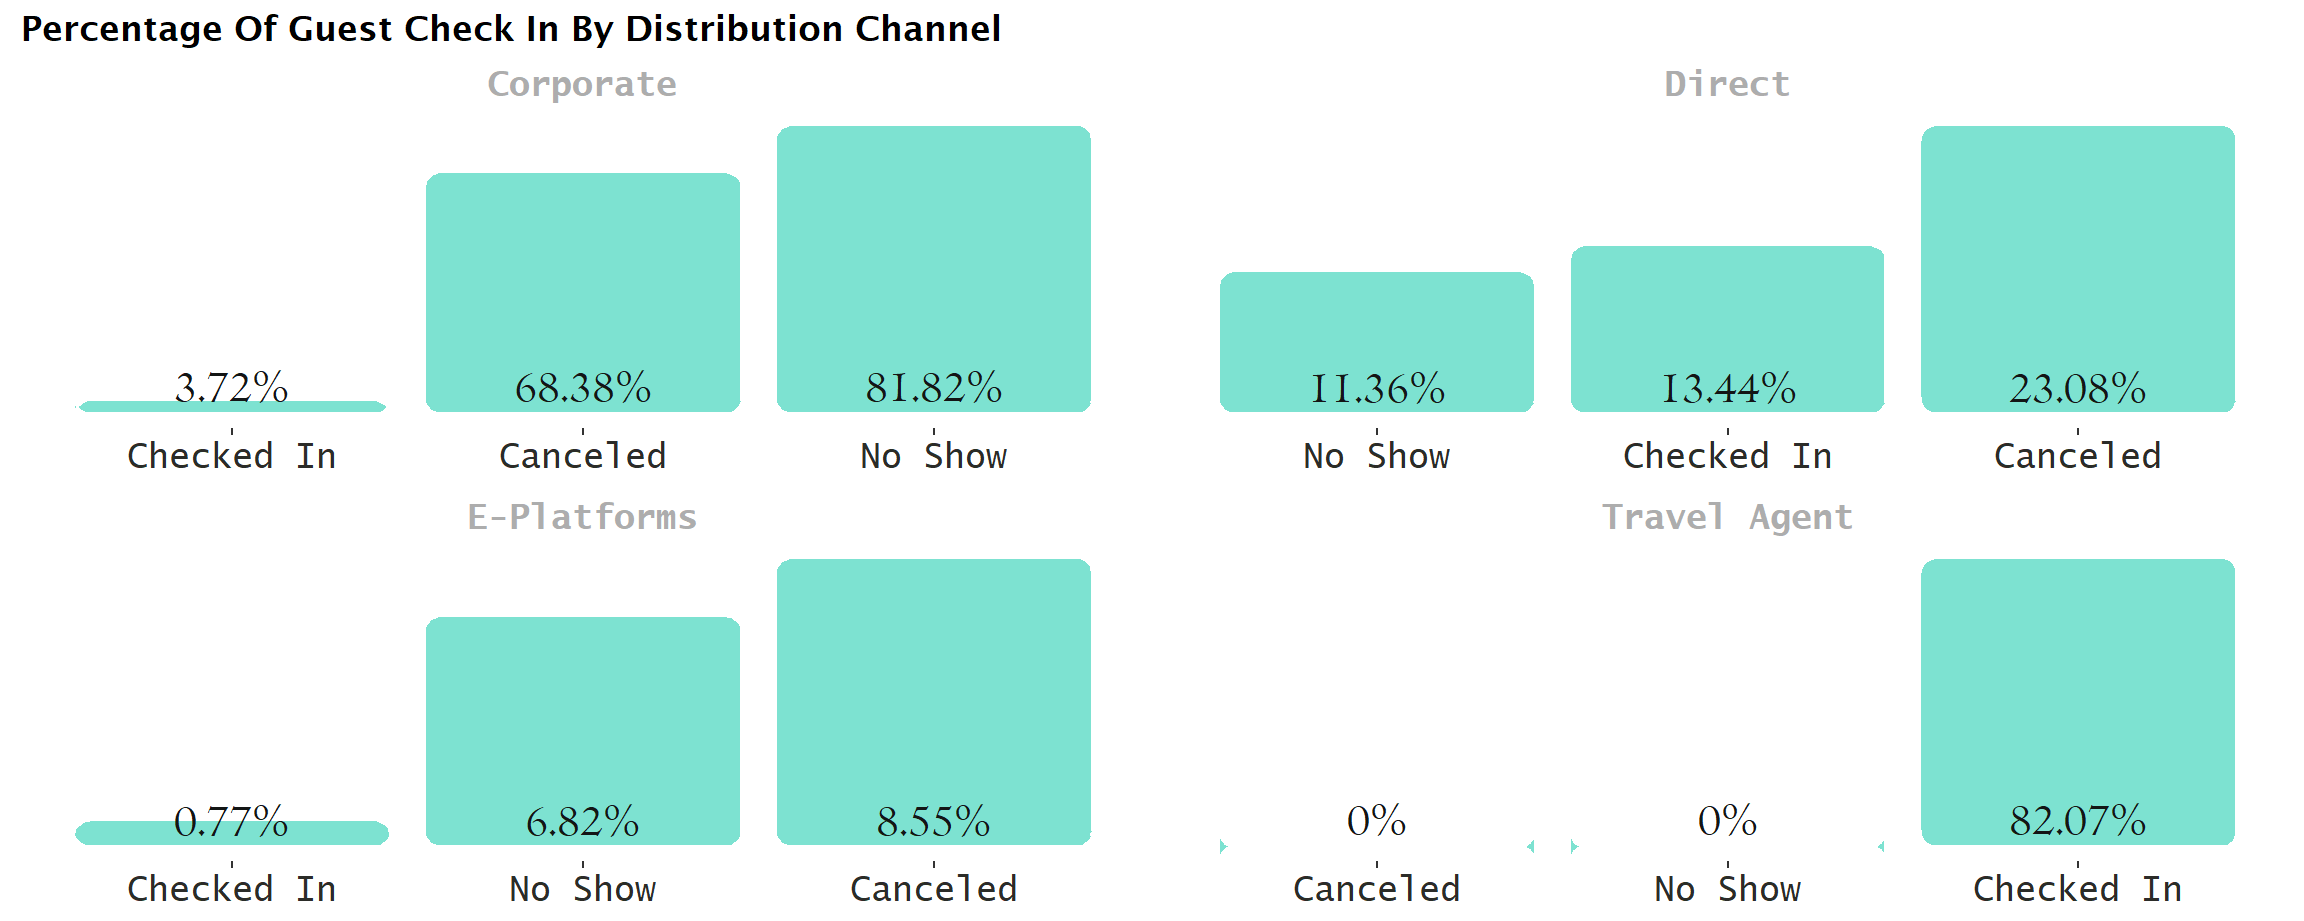 Percentage Of Guest Check In By Distribution Channel
Corporate
3.72%
68.38%
81.82%
Checked In
Canceled
No Show
Direct
11.36%
13.44%
23.08%
No Show
Checked In
Canceled
E-Platforms
0.77%
6.82%
8.55%
Checked In
No Show
Canceled
Travel Agent
0%
0%
82.07%
Canceled
No Show
Checked In